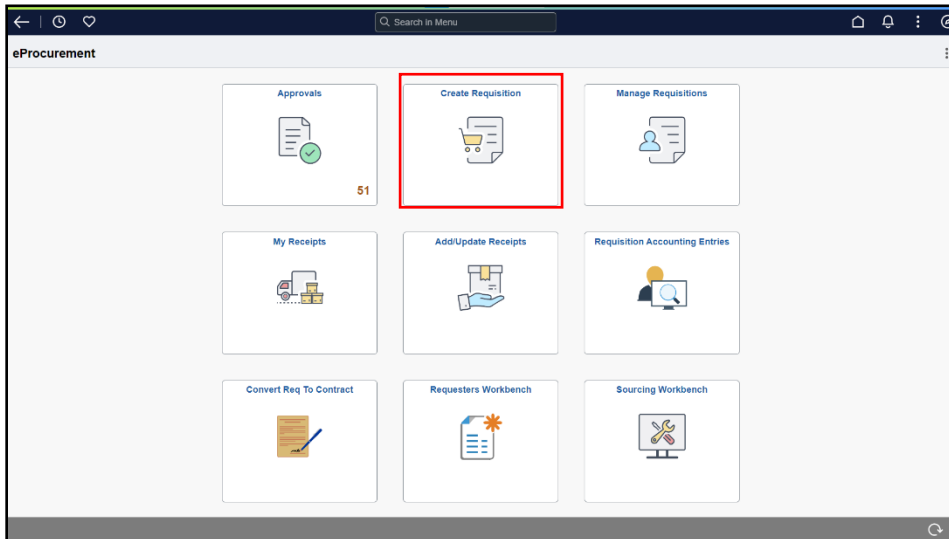 Search in Menu
eProcurement
Approvals
Create Requisition
Manage Requisitions
51
My Receipts
Add/Update Receipts
Requisition Accounting Entries
Convert Req To Contract
Requesters Workbench
Sourcing Workbench